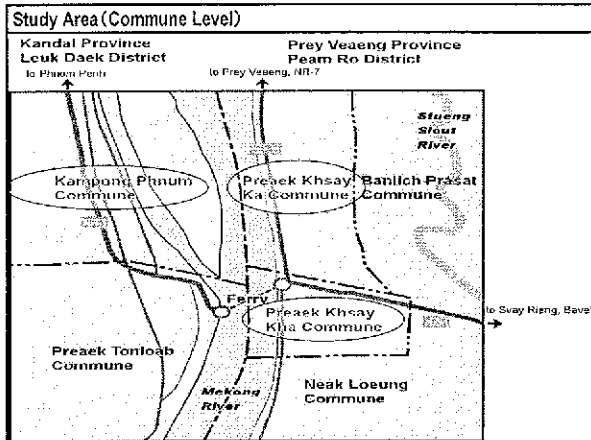 Study Area (Commune Level)
Kandal Province
Leuk Daek District
to Phnom Penh
Prey Veaeng Province
Peam Ro District
to Prey Veaeng, NR-7
Stueng
Slout
River
Kampong Phnum
Commune
Preaek Khsay
Ka Commune
Banlich Prasat
Commune
Ferry
Preaek Khsay
Kha Commune
to Svay Rieng, Bavet
Preaek Tonloab
Commune
Mekong
River
Neak Loeung
Commune